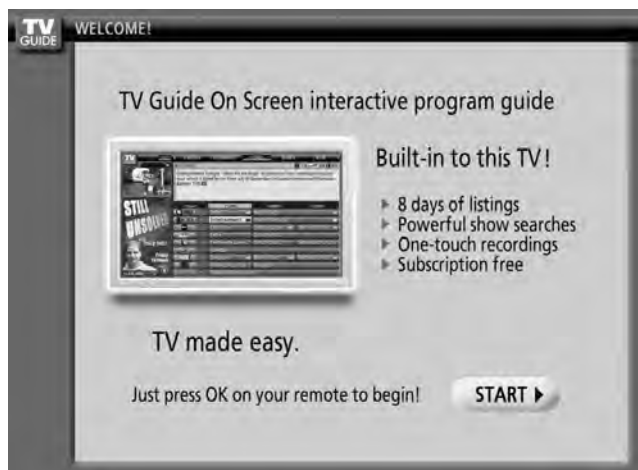 TV
GUIDE
WELCOME!
TV Guide On Screen interactive program guide
Built-in to this TV!
STILL
UNSOLVED
8 days of listings
Powerful show searches
One-touch recordings
Subscription free
TV made easy.
Just press OK on your remote to begin!
START